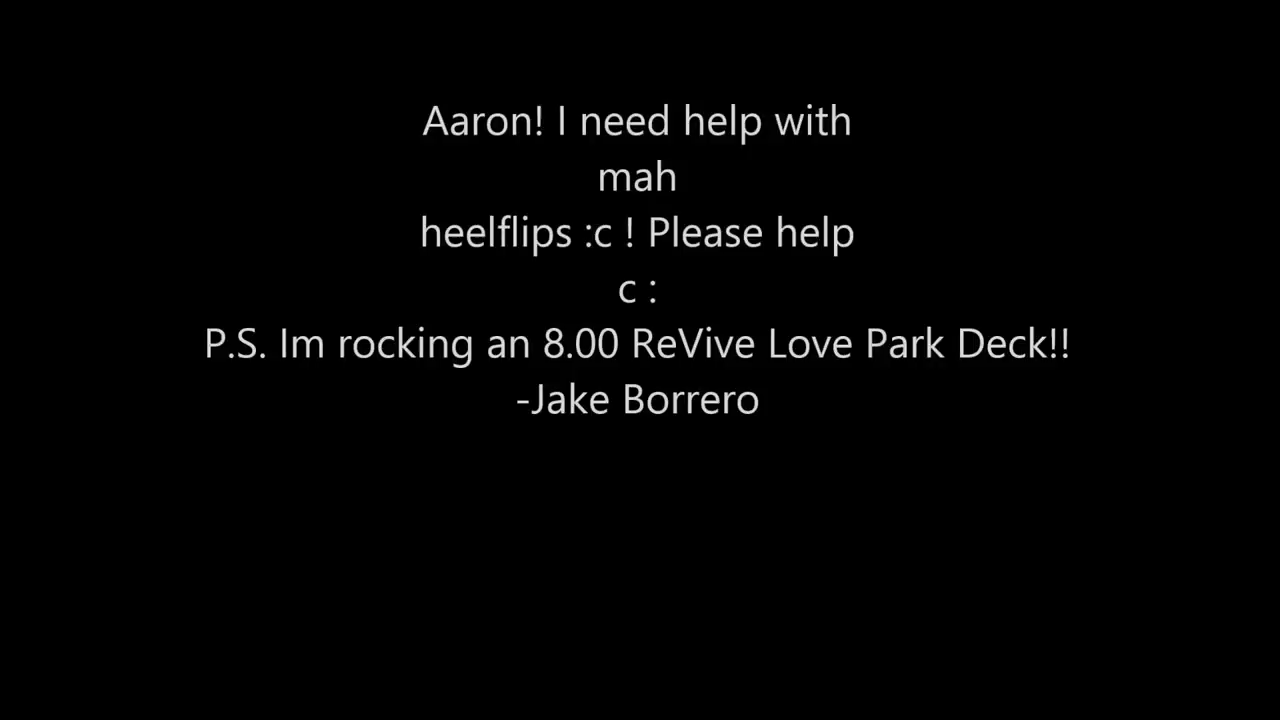 Aaron! I need help with
mah
heelflips :c ! Please help
c :
P.S. Im rocking an 8.00 ReVive Love Park Deck!!
-Jake Borrero